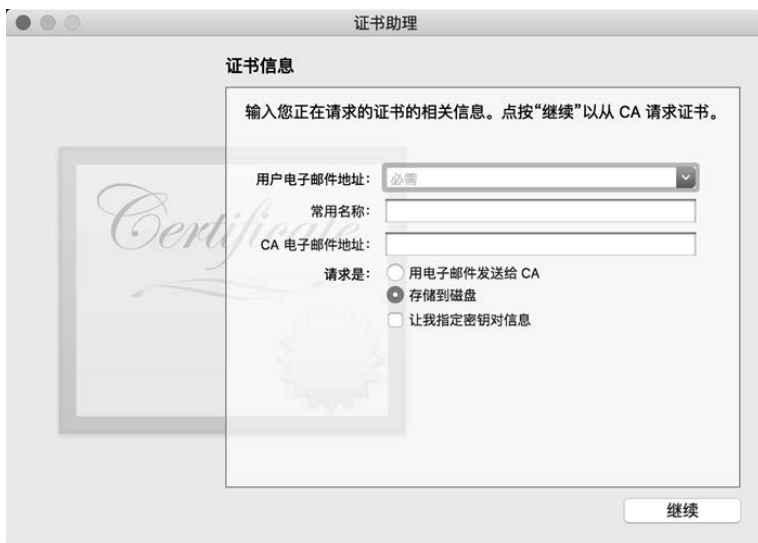 证书助理
证书信息
输入您正在请求的证书的相关信息。点按“继续”以从 CA 请求证书。
Certificate
用户电子邮件地址： 必需
常用名称：
CA 电子邮件地址：
请求是： 用电子邮件发送给 CA
存储到磁盘
让我指定密钥对信息
继续